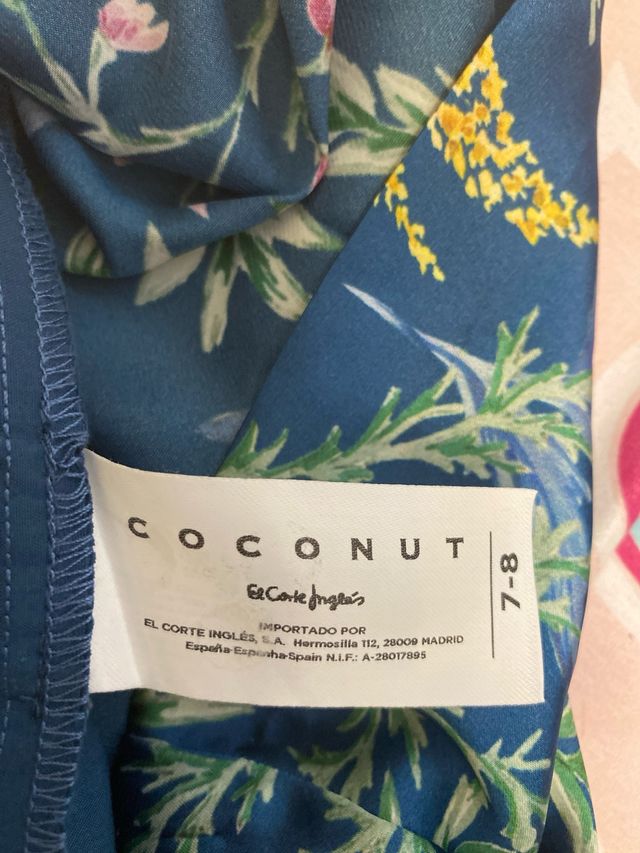 COCONUT
El Corte Inglés
IMPORTADO POR
EL CORTE INGLÉS, S.A. Hermosilla 112, 28009 MADRID
España-Espanha-Spain N.I.F.: A-28017895
7-8